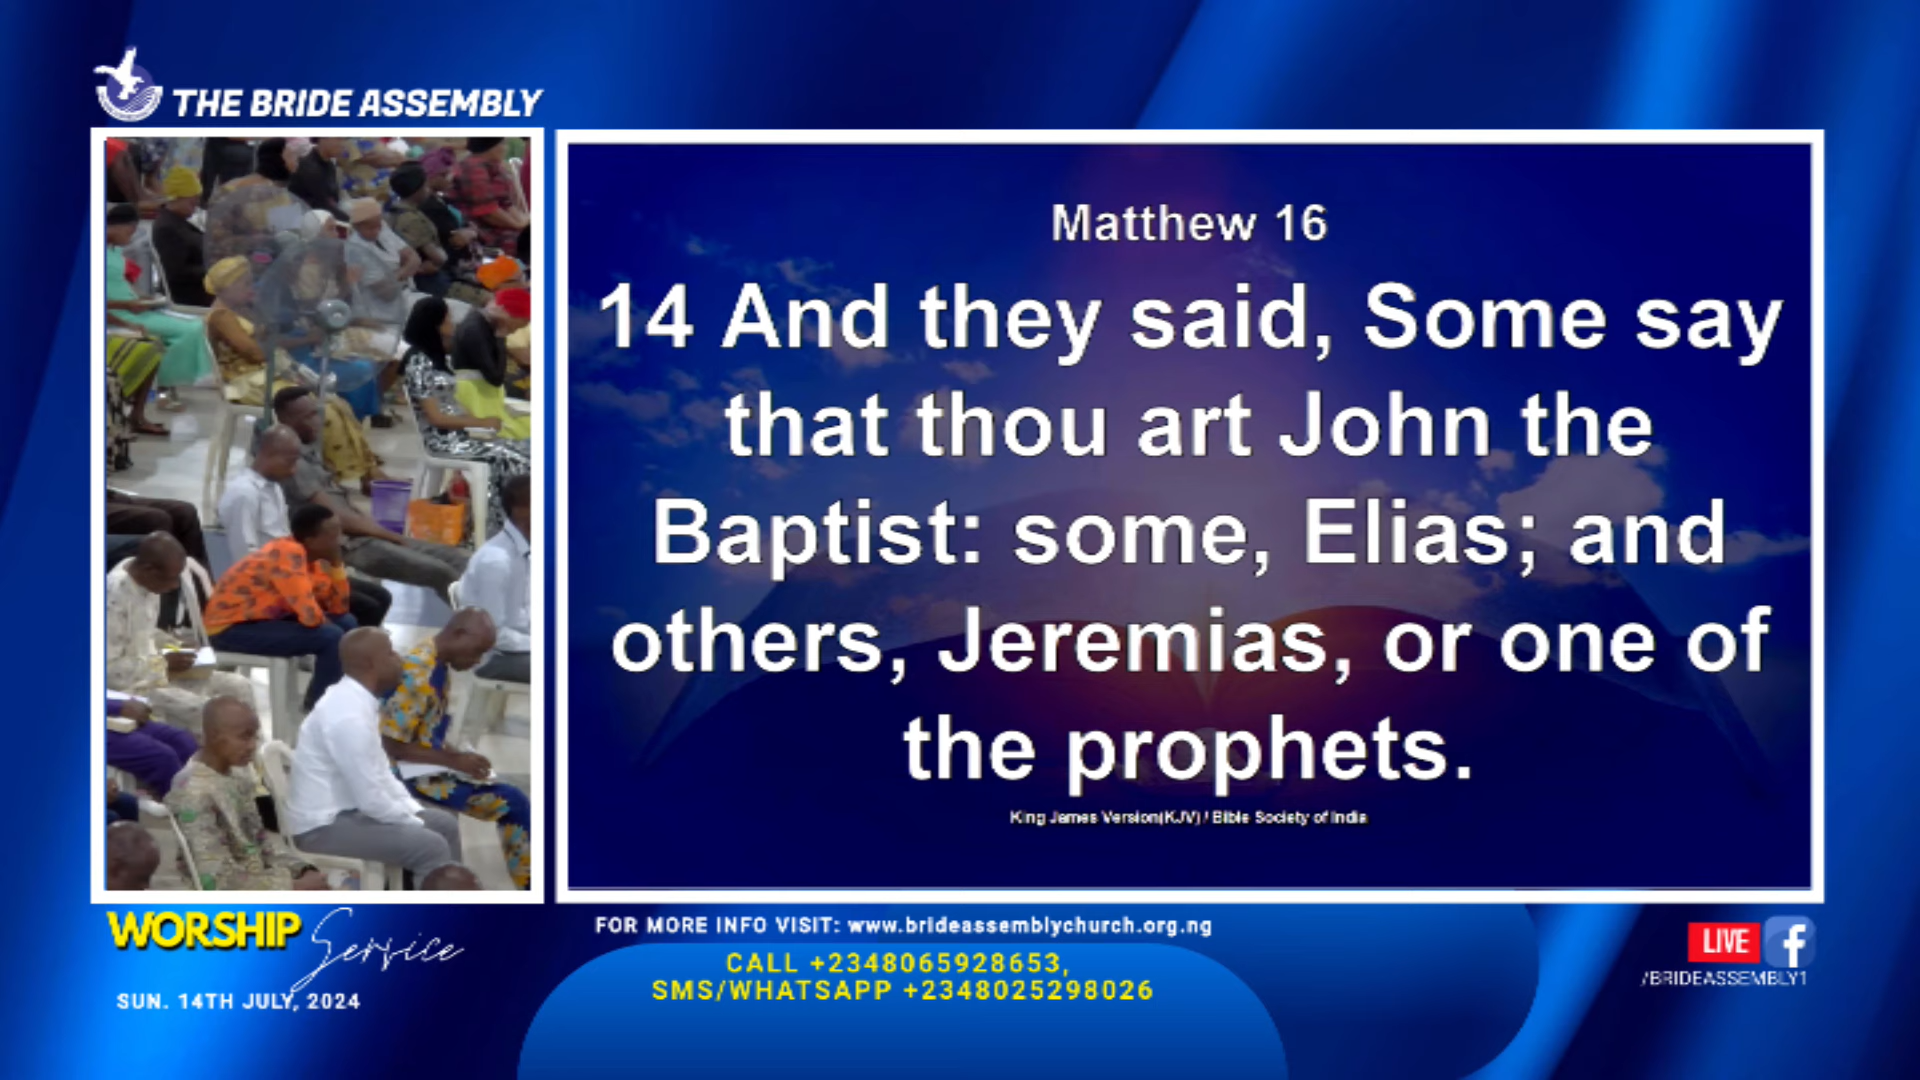 THE BRIDE ASSEMBLY
Matthew 16
14 And they said, Some say
that thou art John the
Baptist: some, Elias; and
others, Jeremias, or one of
the prophets.
King James Version(KJV) / Bible Society of India
WORSHIP
Service
SUN. 14TH JULY, 2024
FOR MORE INFO VISIT: www.brideassemblychurch.org.ng
CALL +2348065928653,
SMS/WHATSAPP +2348025298026
LIVE f
/BRIDEASSEMBLY1